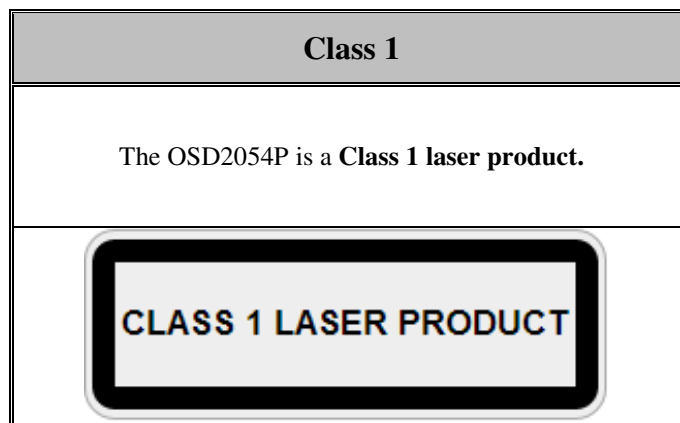 Class 1
The OSD2054P is a Class 1 laser product.
CLASS 1 LASER PRODUCT